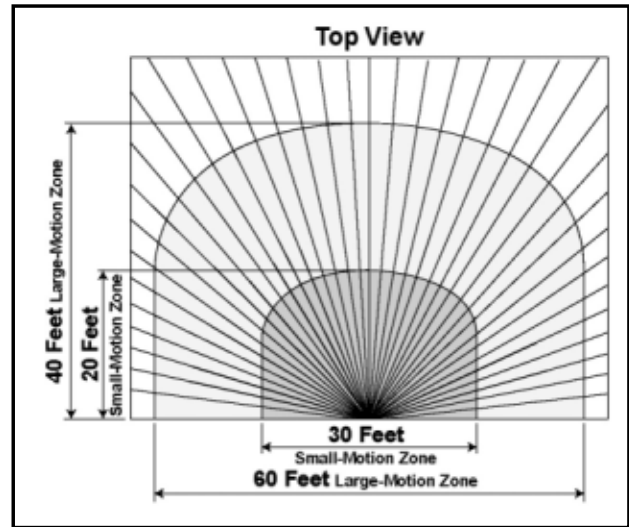 Top View
40 Feet Large-Motion Zone
20 Feet
Small-Motion Zone
30 Feet
Small-Motion Zone
60 Feet Large-Motion Zone